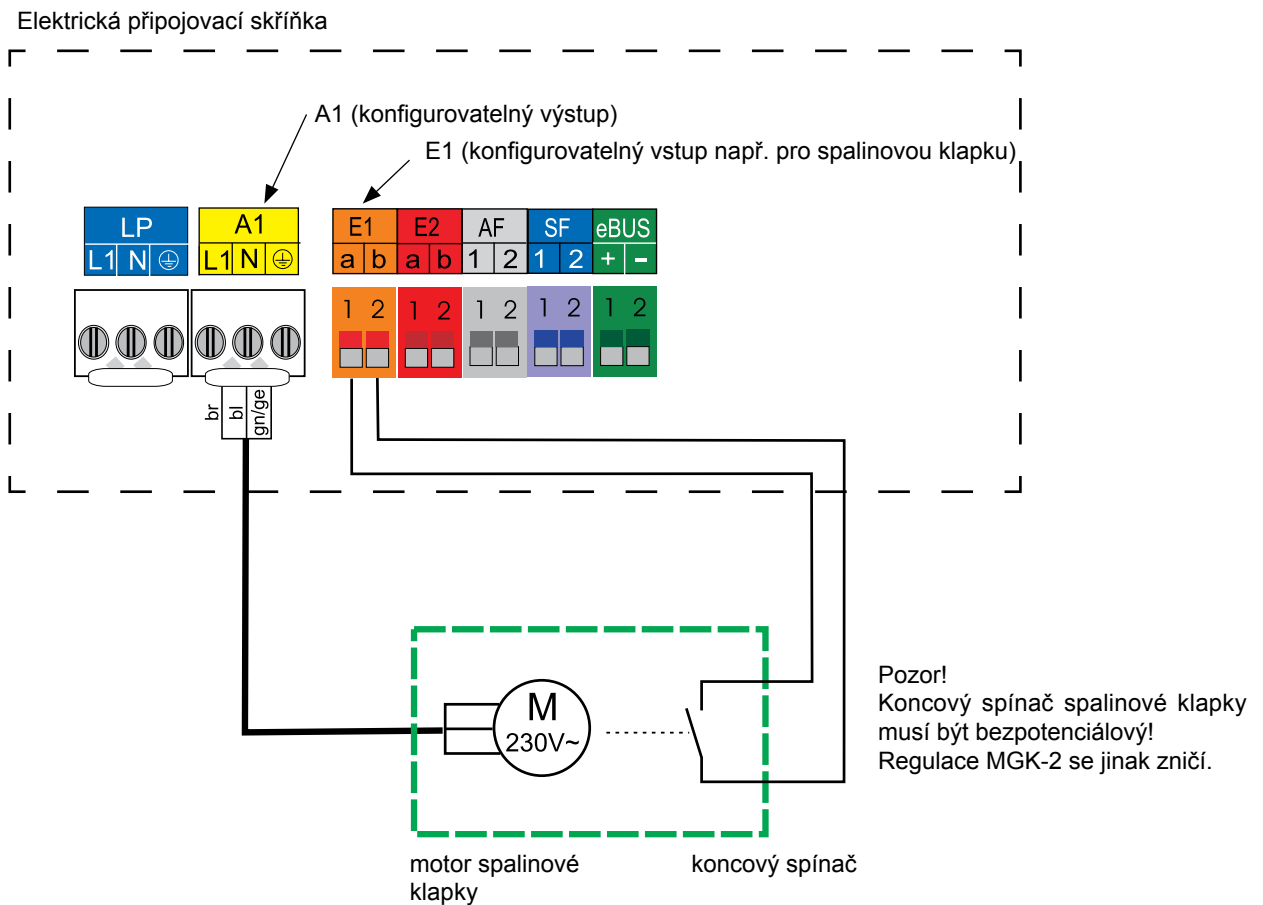 Elektrická připojovací skříňka
A1 (konfigurovatelný výstup)
E1 (konfigurovatelný vstup např. pro spalinovou klapku)
LP A1 E1 E2 AF SF eBUS
L1 N L1 N a b a b 1 2 1 2 + -
1 2 1 2 1 2 1 2 1 2
br
bl
gn/ge
M
230V~
Pozor!
Koncový spínač spalinové klapky
musí být bezpotenciálový!
Regulace MGK-2 se jinak zničí.
motor spalinové
klapky
koncový spínač